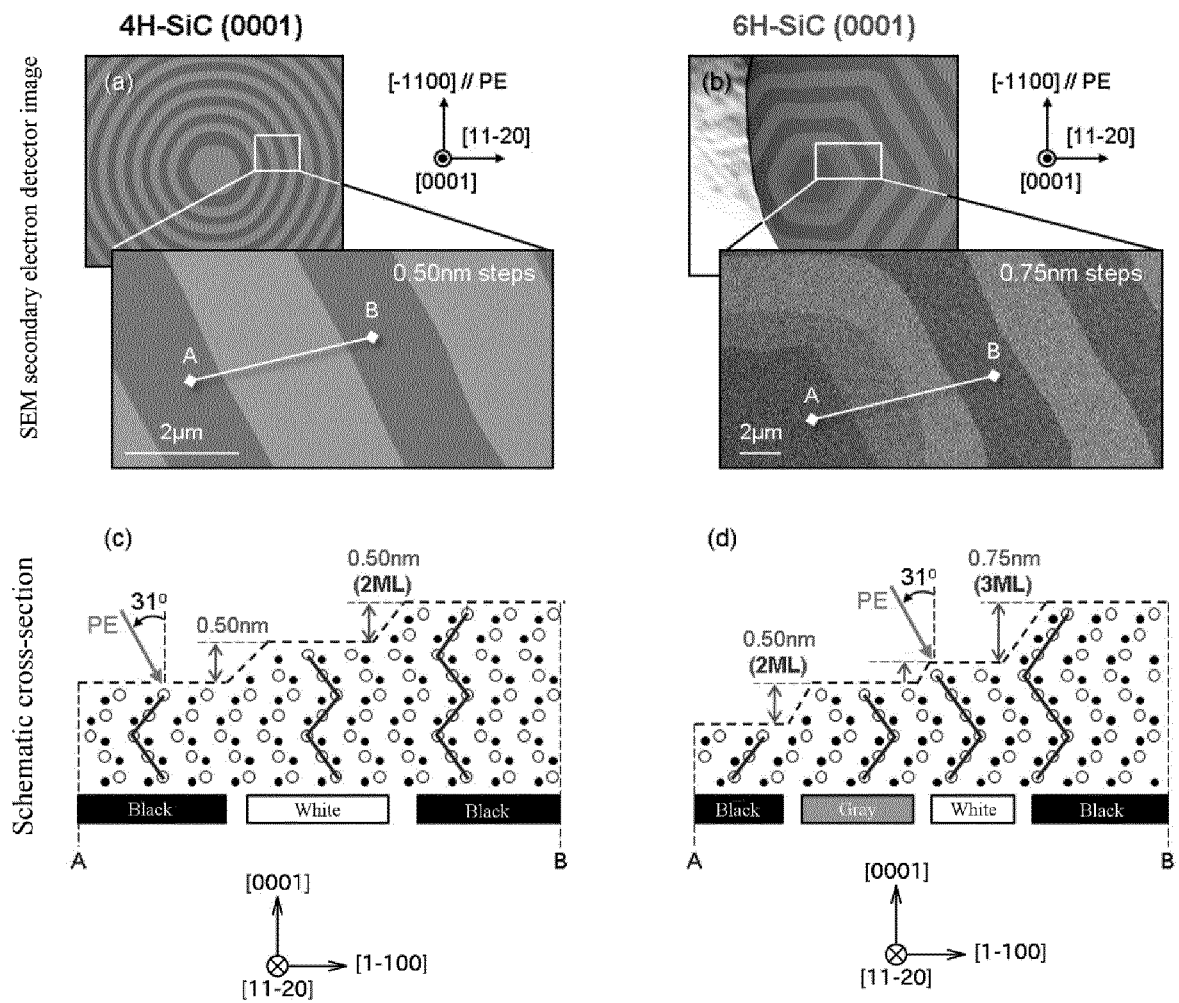 4H-SiC (0001)
6H-SiC (0001)
SEM secondary electron detector image
(a)
[-1100] // PE
[11-20]
[0001]
0.50nm steps
A
B
2μm
(b)
[-1100] // PE
[11-20]
[0001]
0.75nm steps
A
B
2μm
Schematic cross-section
(c)
0.50nm
(2ML)
31⁰
PE
0.50nm
Black
White
Black
A
B
[0001]
[1-100]
[11-20]
(d)
0.75nm
(3ML)
31⁰
PE
0.50nm
(2ML)
Black
Gray
White
Black
A
B
[0001]
[1-100]
[11-20]